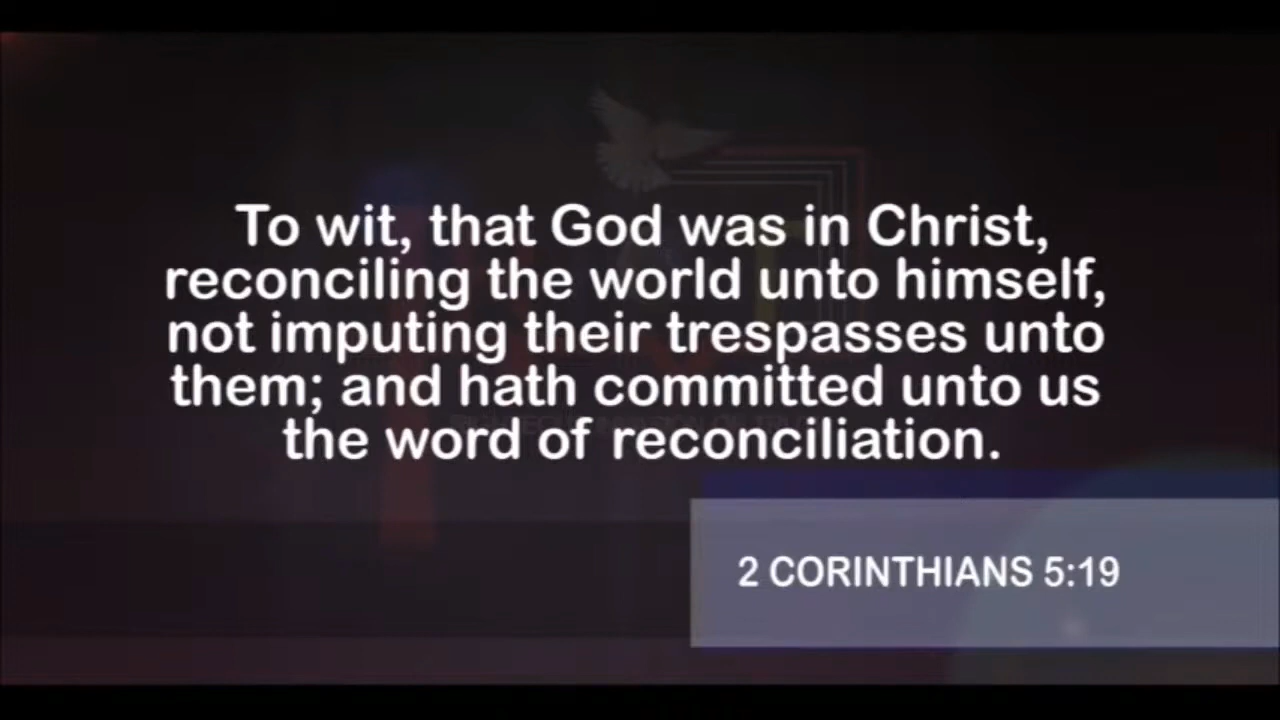 To wit, that God was in Christ,
reconciling the world unto himself,
not imputing their trespasses unto
them; and hath committed unto us
the word of reconciliation.
2 CORINTHIANS 5:19